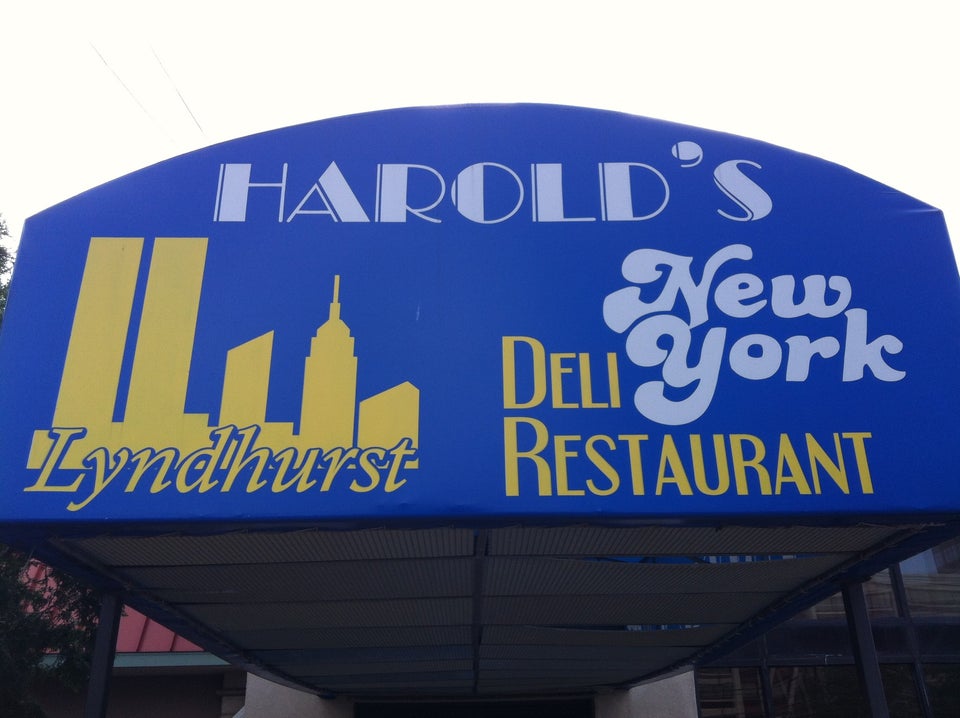 HAROLD'S
New
York
DELI
RESTAURANT
Lyndhurst